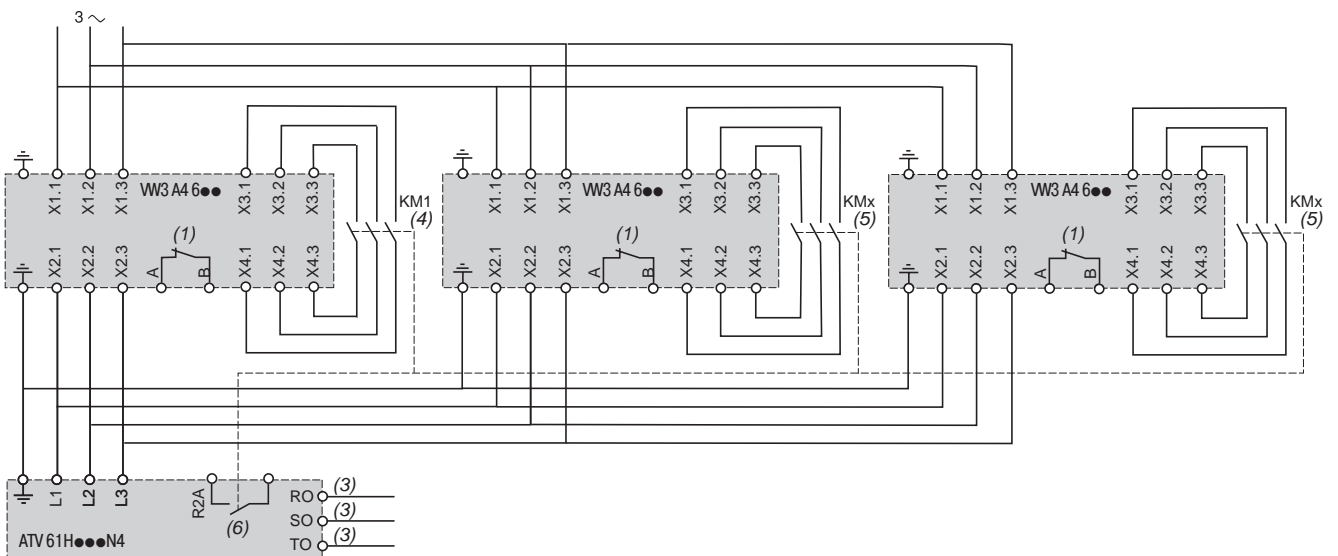 3 ~
X1.1 X1.2 X1.3 VW3 A4 6●● X3.1 X3.2 X3.3 KM1
(4)
X2.1 X2.2 X2.3 A (1) B X4.1 X4.2 X4.3
X1.1 X1.2 X1.3 VW3 A4 6●● X3.1 X3.2 X3.3 KMx
(5)
X2.1 X2.2 X2.3 A (1) B X4.1 X4.2 X4.3
X1.1 X1.2 X1.3 VW3 A4 6●● X3.1 X3.2 X3.3 KMx
(5)
X2.1 X2.2 X2.3 A (1) B X4.1 X4.2 X4.3
L1 L2 L3 R2A (6) RO (3)
SO (3)
ATV 61H●●●N4 TO (3)